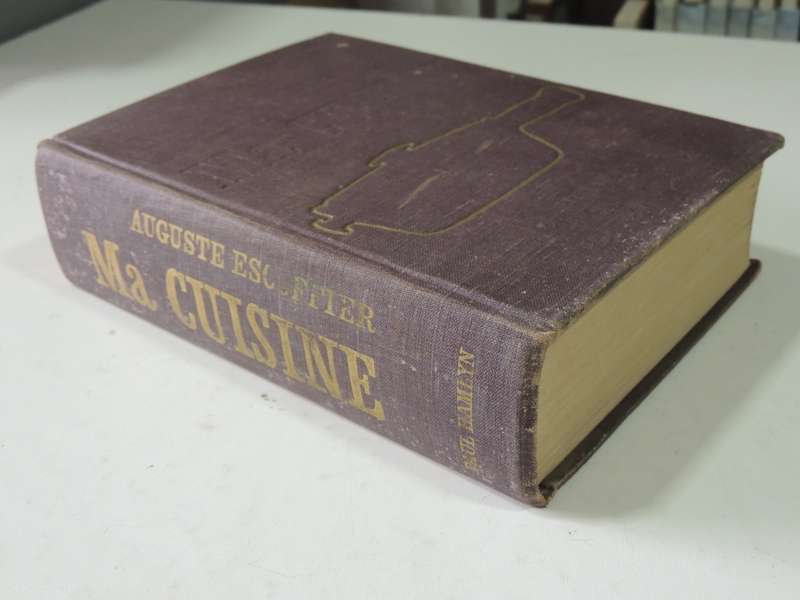 AUGUSTE ESCOFFIER
Ma CUISINE
PAUL HAMLYN